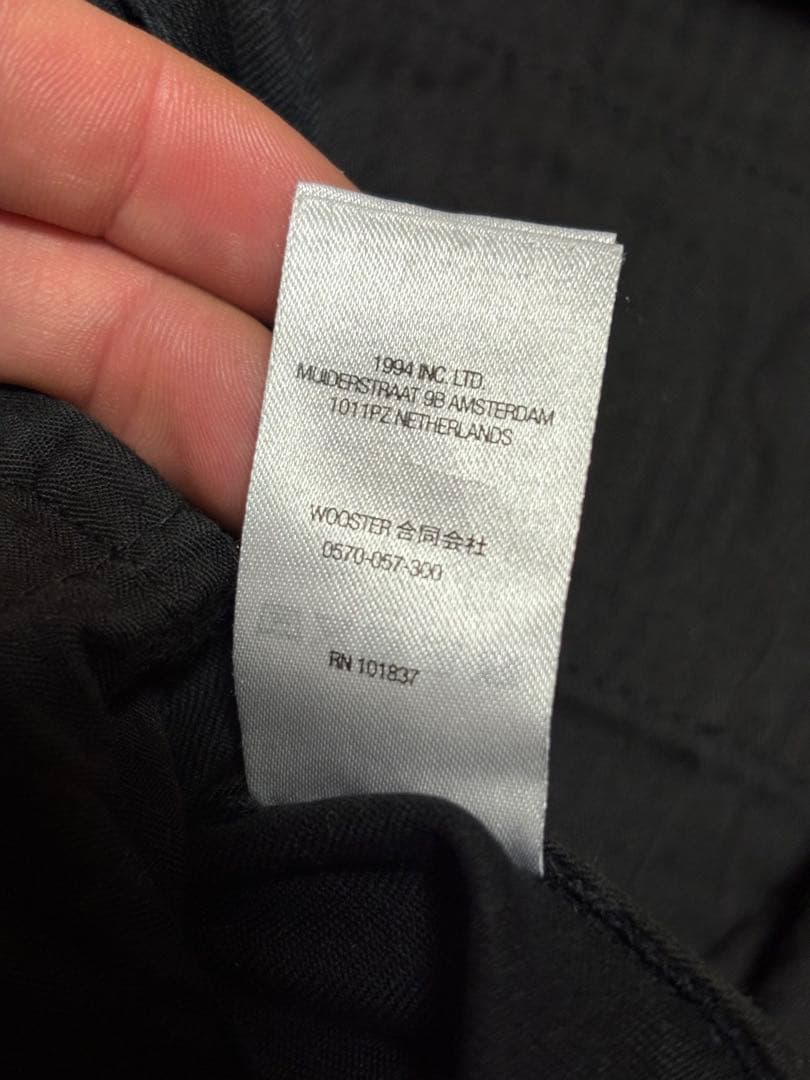 1994 INC. LTD
MUIDERSTRAAT 9B AMSTERDAM
1011PZ NETHERLANDS
WOOSTER 合同会社
0570-057-300
RN 101837